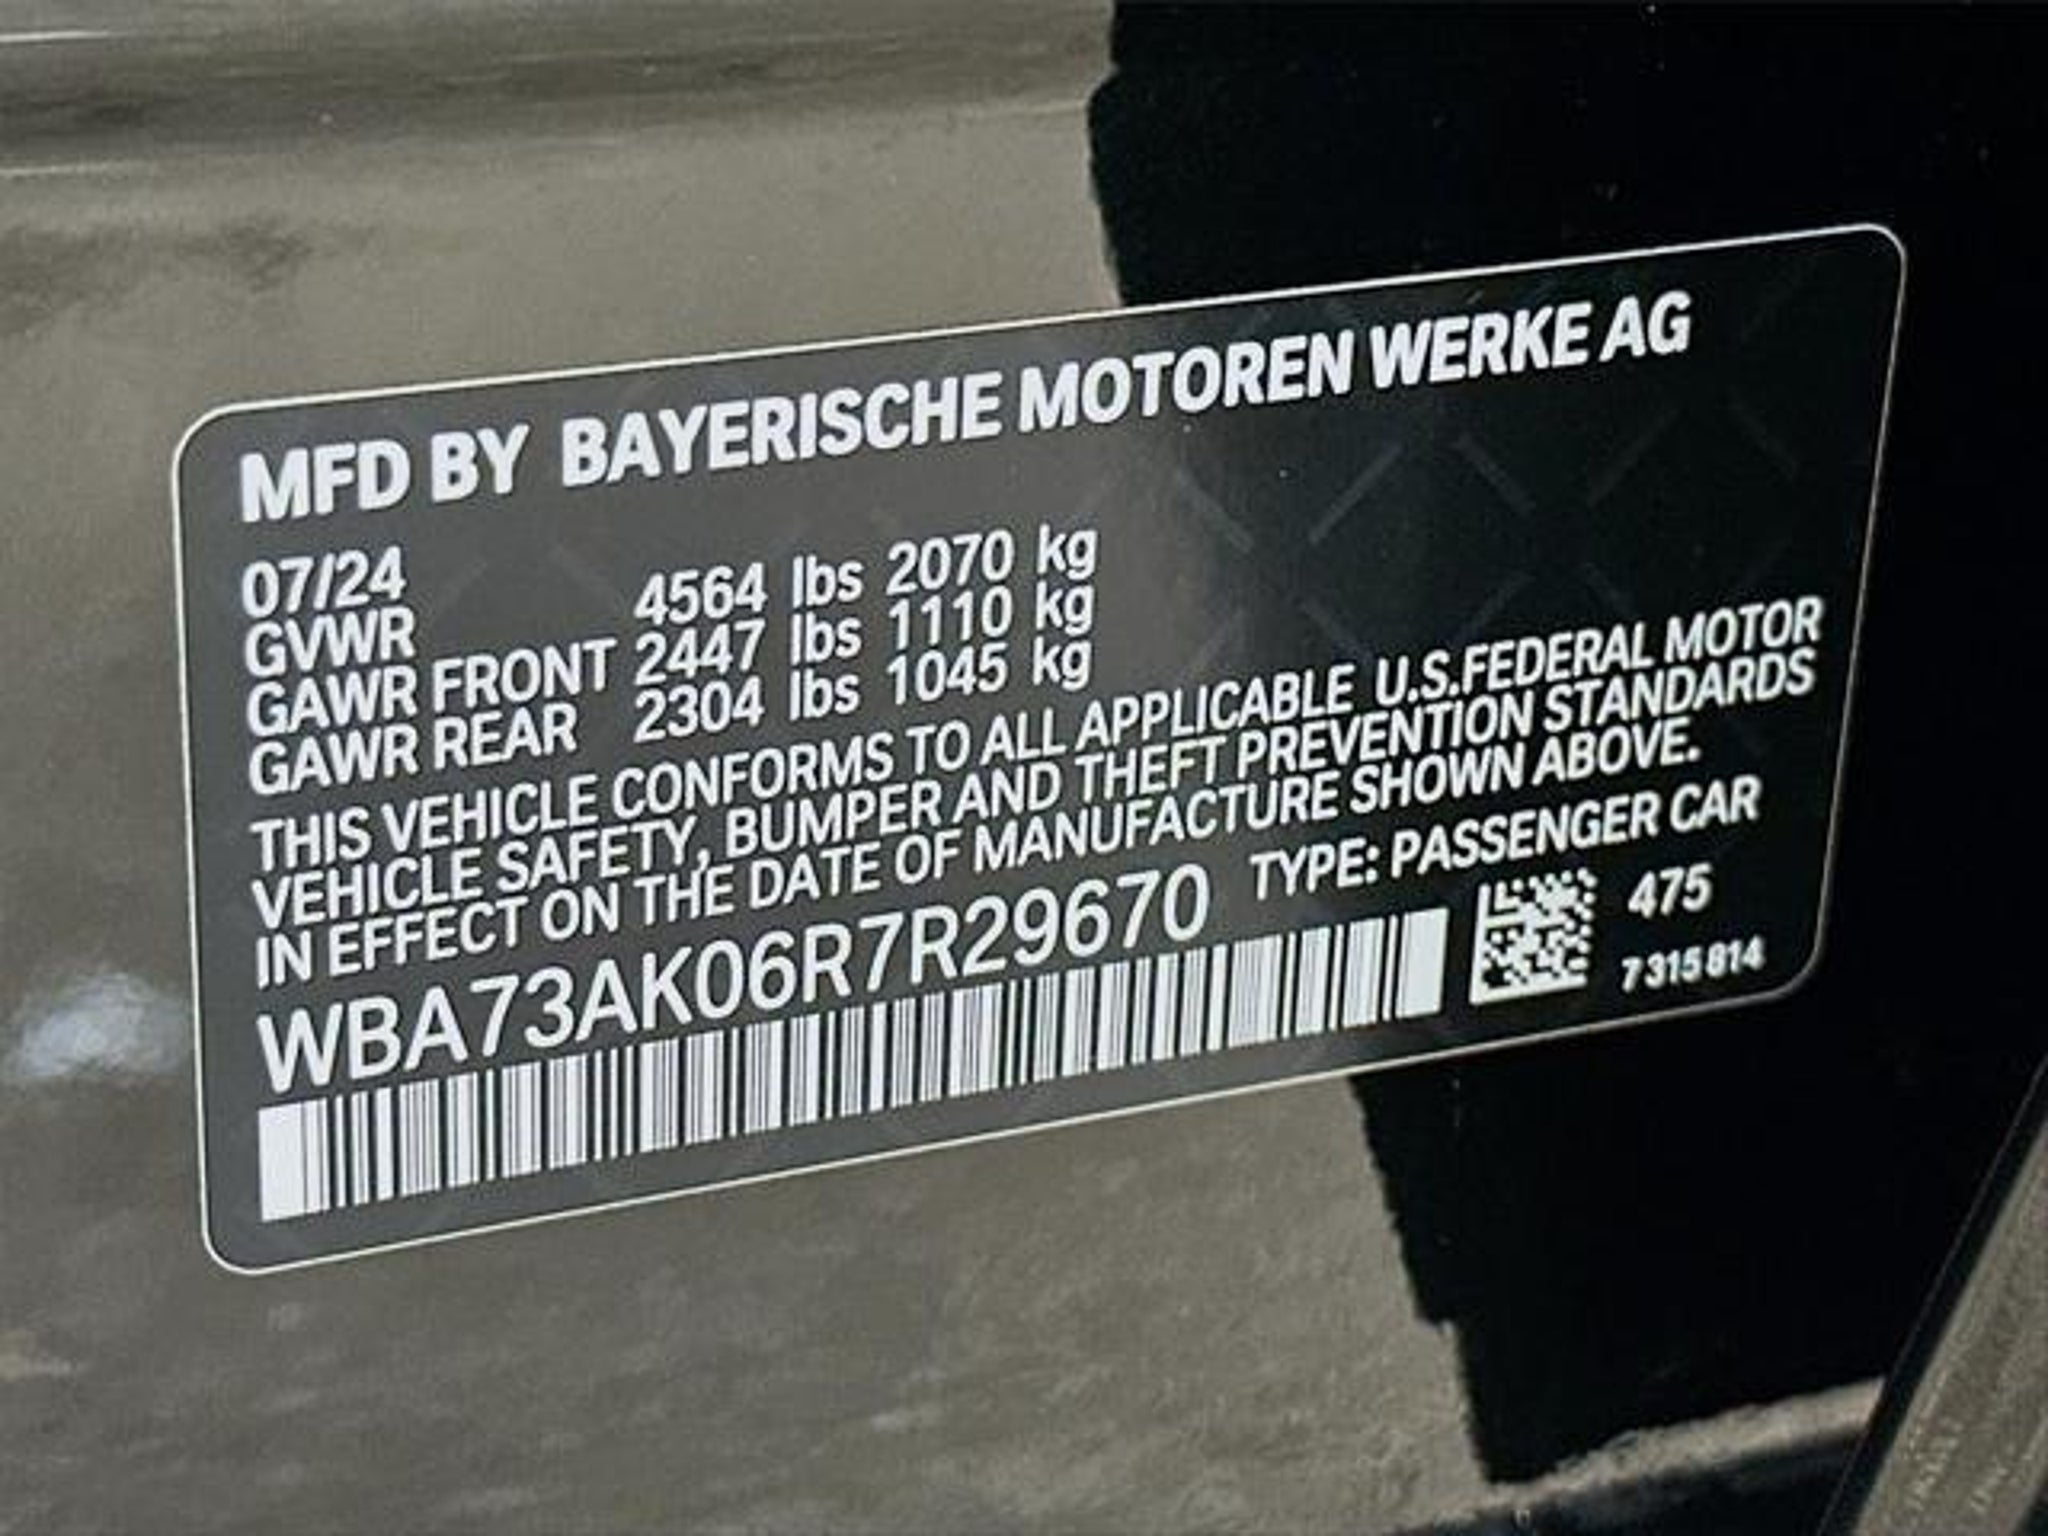 MFD BY BAYERISCHE MOTOREN WERKE AG
07/24
GVWR 4564 lbs 2070 kg
GAWR FRONT 2447 lbs 1110 kg
GAWR REAR 2304 lbs 1045 kg
THIS VEHICLE CONFORMS TO ALL APPLICABLE U.S.FEDERAL MOTOR
VEHICLE SAFETY, BUMPER AND THEFT PREVENTION STANDARDS
IN EFFECT ON THE DATE OF MANUFACTURE SHOWN ABOVE.
WBA73AK06R7R29670 TYPE: PASSENGER CAR
475
7315814